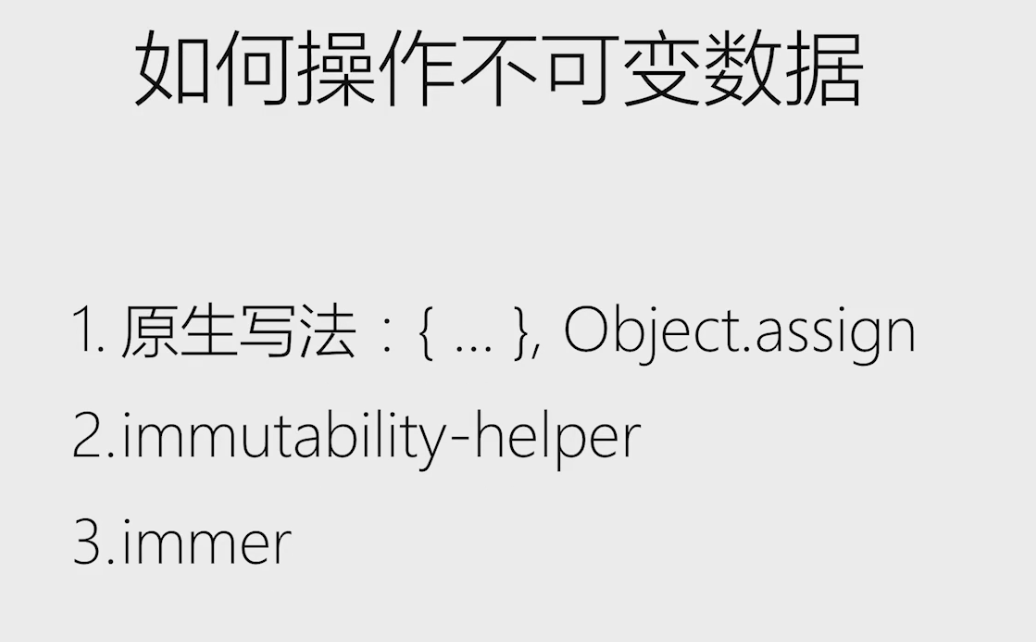 如何操作不可变数据
1. 原生写法：{ ... }, Object.assign
2.immutability-helper
3.immer